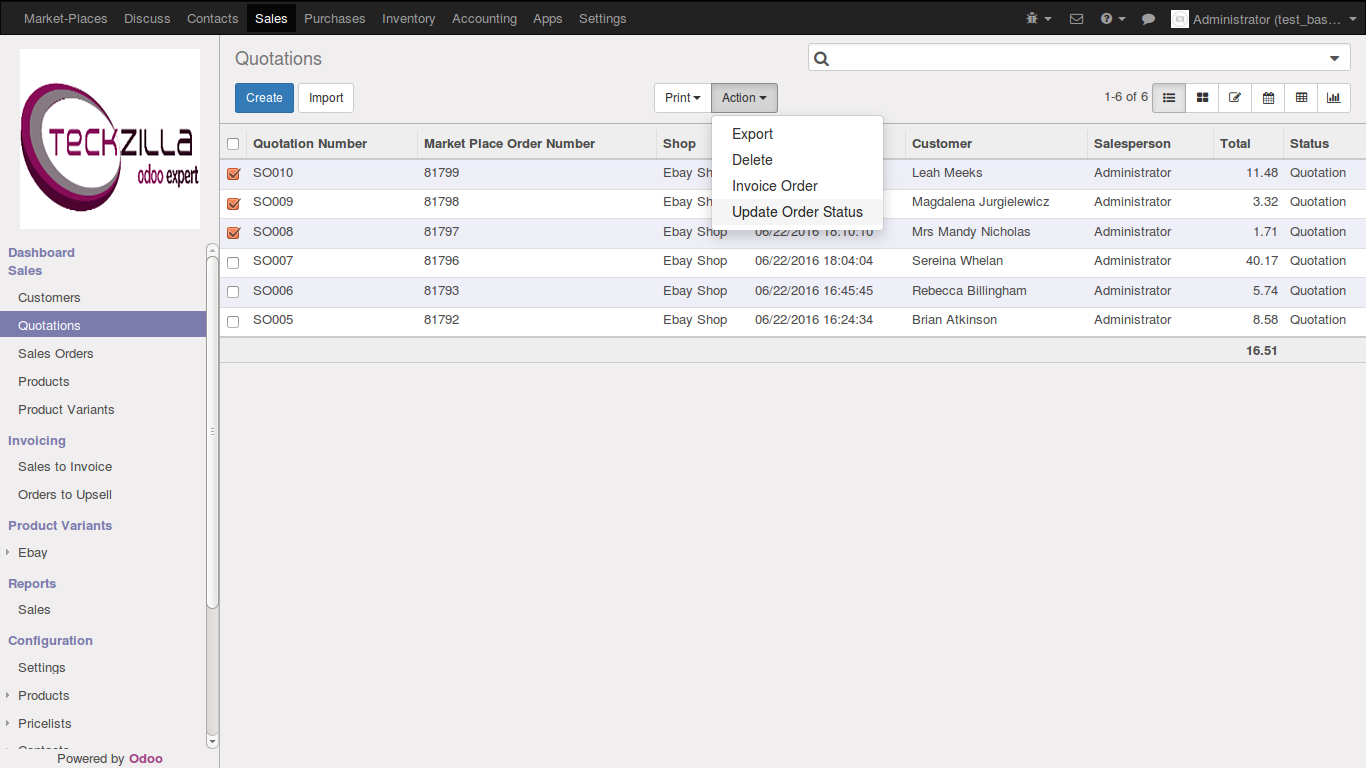 Market-Places Discuss Contacts Sales Purchases Inventory Accounting Apps Settings Administrator (test_bas…
TECKZILLA
odoo expert
Dashboard
Sales
Customers
Quotations
Sales Orders
Products
Product Variants
Invoicing
Sales to Invoice
Orders to Upsell
Product Variants
Ebay
Reports
Sales
Configuration
Settings
Products
Pricelists
Powered by Odoo
Quotations
Create Import Print Action 1-6 of 6
Export
Delete
Invoice Order
Update Order Status
Quotation Number Market Place Order Number Shop Customer Salesperson Total Status
SO010 81799 Ebay Sh Leah Meeks Administrator 11.48 Quotation
SO009 81798 Ebay Sh Magdalena Jurgielewicz Administrator 3.32 Quotation
SO008 81797 Ebay Shop 06/22/2016 18:10:10 Mrs Mandy Nicholas Administrator 1.71 Quotation
SO007 81796 Ebay Shop 06/22/2016 18:04:04 Sereina Whelan Administrator 40.17 Quotation
SO006 81793 Ebay Shop 06/22/2016 16:45:45 Rebecca Billingham Administrator 5.74 Quotation
SO005 81792 Ebay Shop 06/22/2016 16:24:34 Brian Atkinson Administrator 8.58 Quotation
16.51